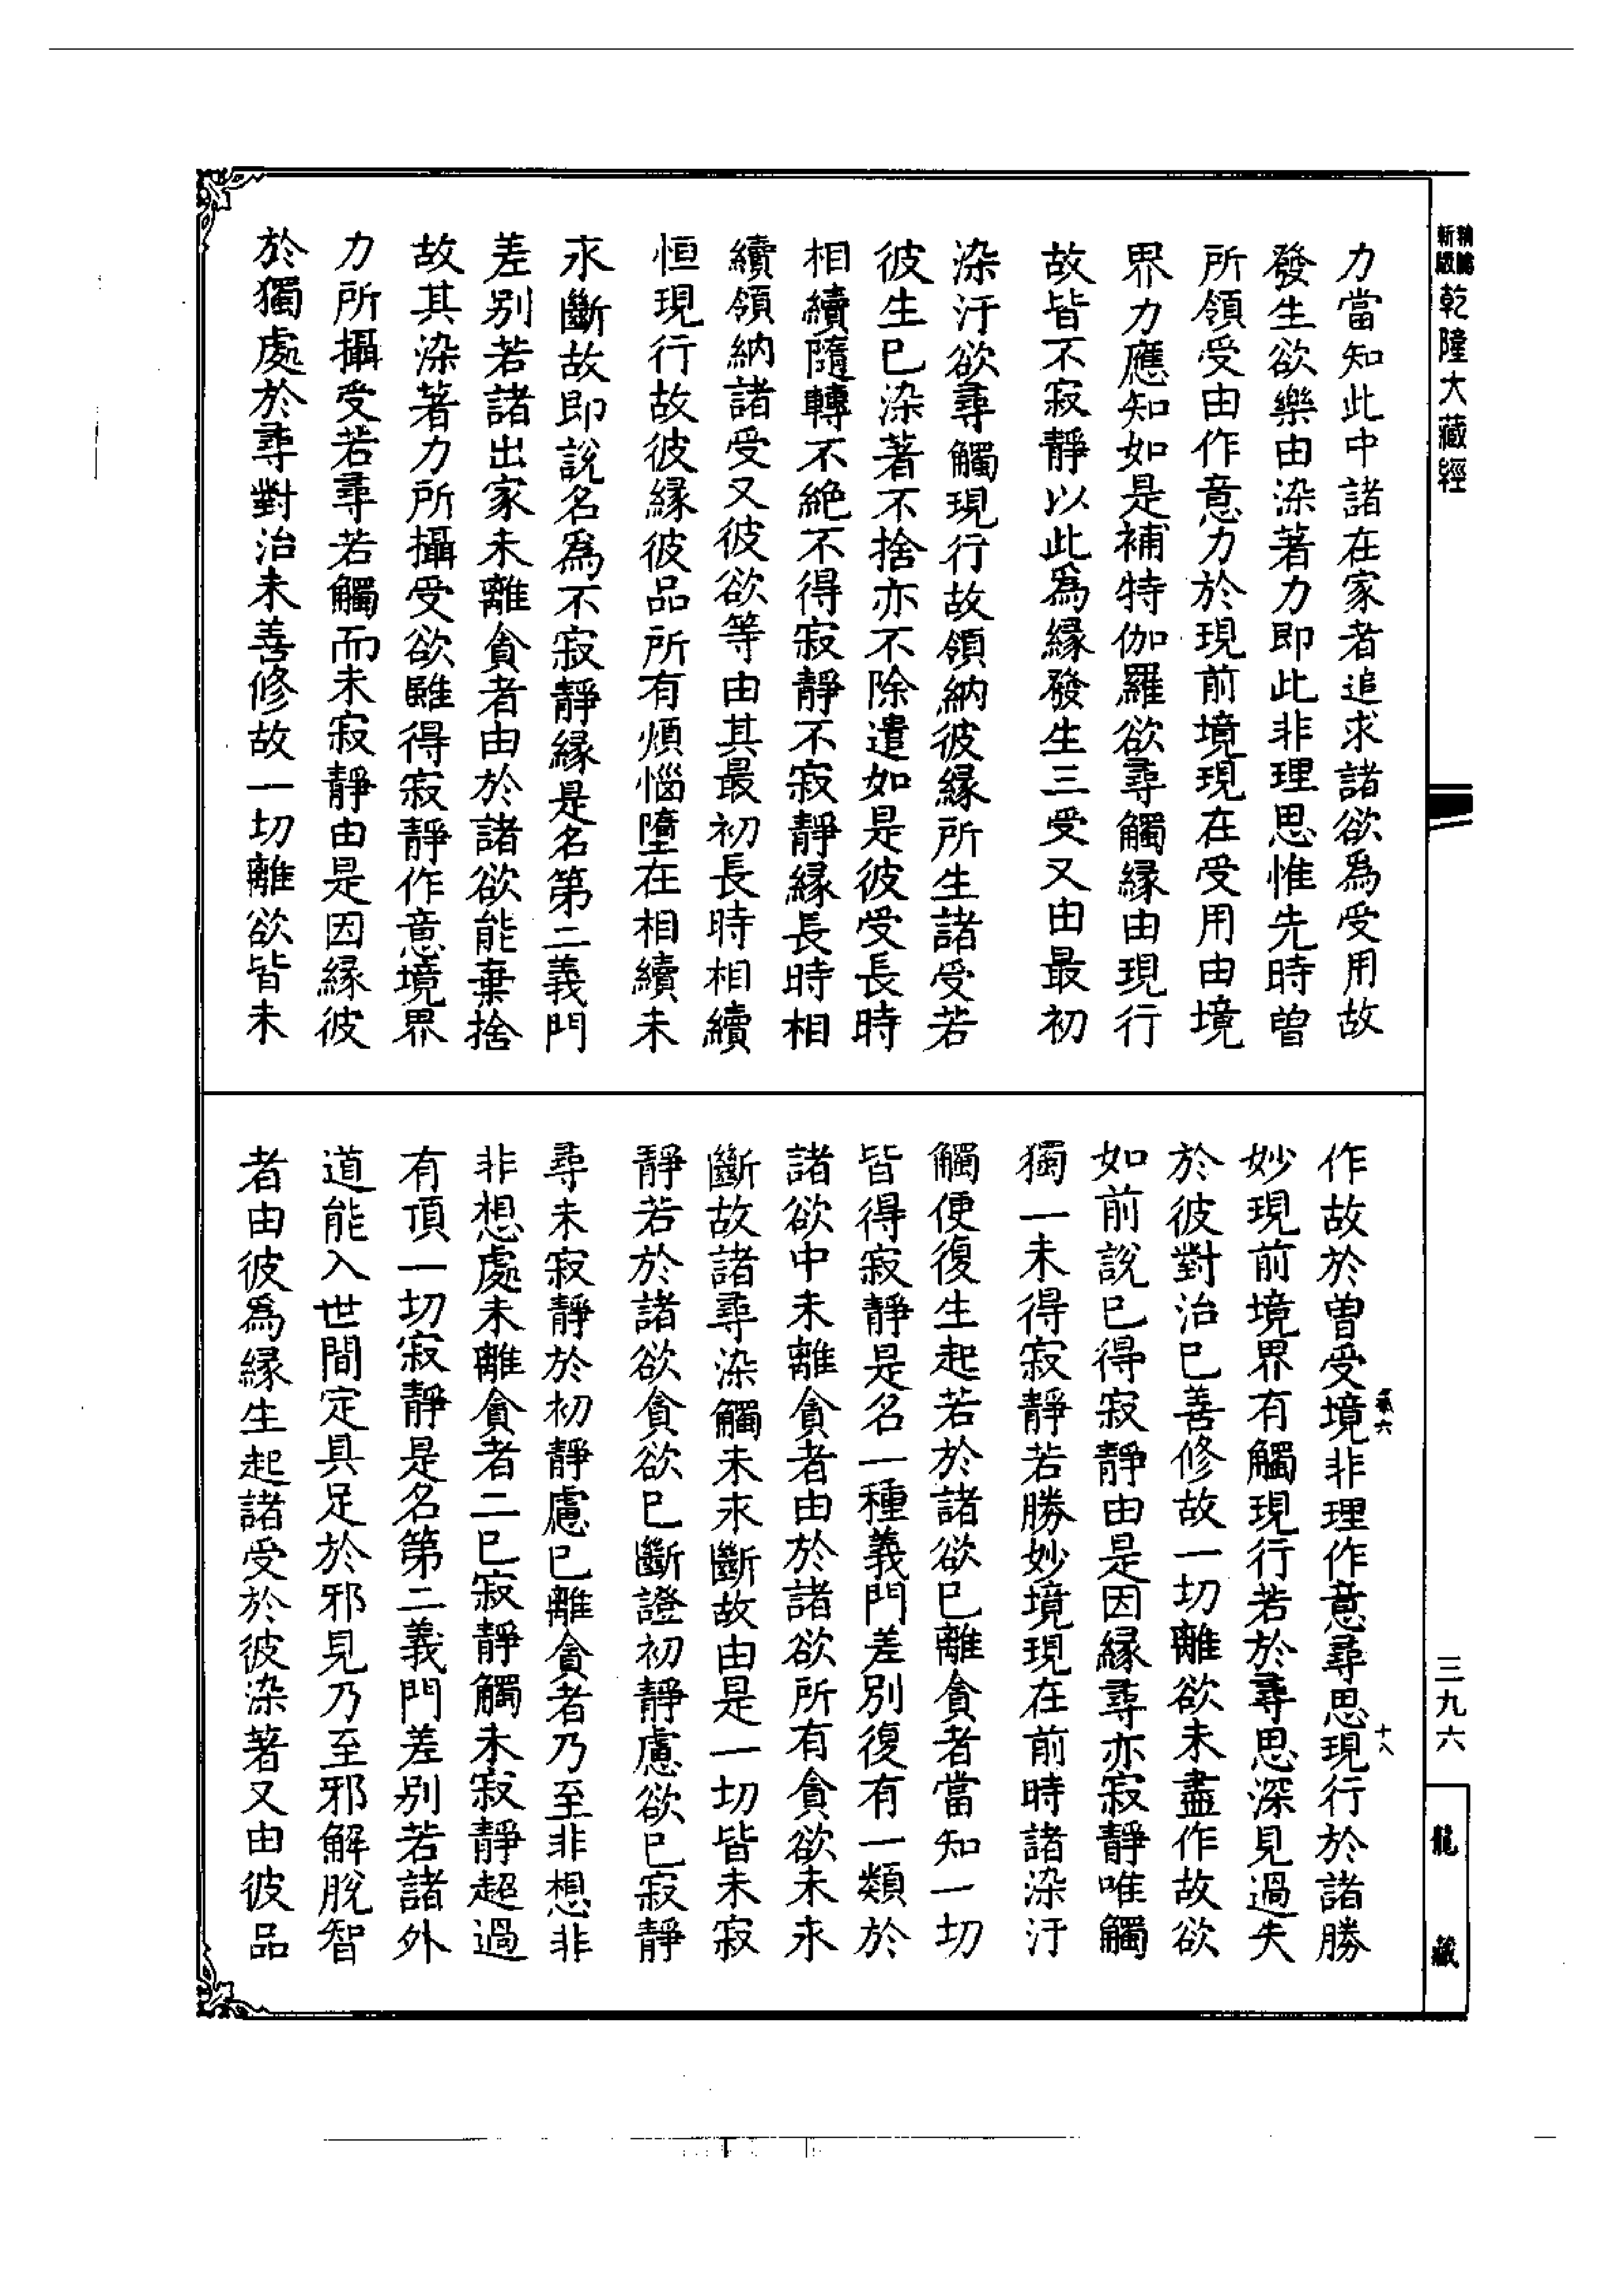 新鐫
精嚴
乾隆大藏經
力當知此中諸在家者追求諸欲爲受用故
發生欲樂由染著力即此非理思惟先時曾
所領受由作意力於現前境現在受用由境
界力應知如是補特伽羅欲尋觸緣由現行
故皆不寂靜以此爲緣發生三受又由最初
染汙欲尋觸現行故領納彼緣所生諸受若
彼生已染著不捨亦不除遣如是彼受長時
相續隨轉不絶不得寂靜不寂靜緣長時相
續領納諸受又彼欲等由其最初長時相續
恒現行故彼緣彼品所有煩惱墮在相續未
永斷故即說名爲不寂靜緣是名第二義門
差別若諸出家未離貪者由於諸欲能棄捨
故其染著力所攝受欲雖得寂靜作意境界
力所攝受若尋若觸而未寂靜由是因緣彼
於獨處於尋對治未善修故一切離欲皆未
作故於曾受境非理作意尋思現行於諸勝
妙現前境界有觸現行若於尋思深見過失
於彼對治已善修故一切離欲未盡作故欲
如前說已得寂靜由是因緣尋亦寂靜唯觸
獨一未得寂靜若勝妙境現在前時諸染汙
觸便復生起若於諸欲已離貪者當知一切
皆得寂靜是名一種義門差別復有一類於
諸欲中未離貪者由於諸欲所有貪欲未永
斷故諸尋染觸未永斷故由是一切皆未寂
靜若於諸欲貪欲已斷證初靜慮欲已寂靜
尋未寂靜於初靜慮已離貪者乃至非想非
非想處未離貪者二已寂靜觸未寂靜超過
有頂一切寂靜是名第二義門差別若諸外
道能入世間定具足於邪見乃至邪解脫智
者由彼爲緣生起諸受於彼染著又由彼品
十八
三九六
龍藏